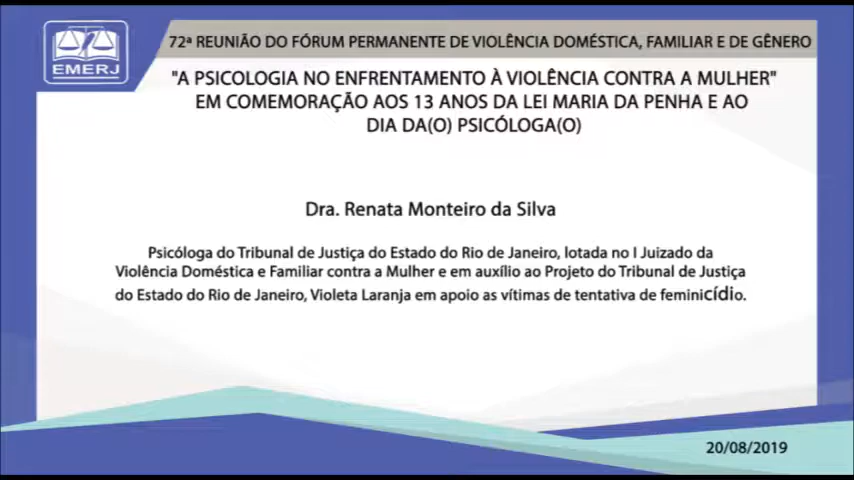 EMERJ
72ª REUNIÃO DO FÓRUM PERMANENTE DE VIOLÊNCIA DOMÉSTICA, FAMILIAR E DE GÊNERO
"A PSICOLOGIA NO ENFRENTAMENTO À VIOLÊNCIA CONTRA A MULHER"
EM COMEMORAÇÃO AOS 13 ANOS DA LEI MARIA DA PENHA E AO
DIA DA(O) PSICÓLOGA(O)
Dra. Renata Monteiro da Silva
Psicóloga do Tribunal de Justiça do Estado do Rio de Janeiro, lotada no I Juizado da
Violência Doméstica e Familiar contra a Mulher e em auxílio ao Projeto do Tribunal de Justiça
do Estado do Rio de Janeiro, Violeta Laranja em apoio as vítimas de tentativa de feminicídio.
20/08/2019